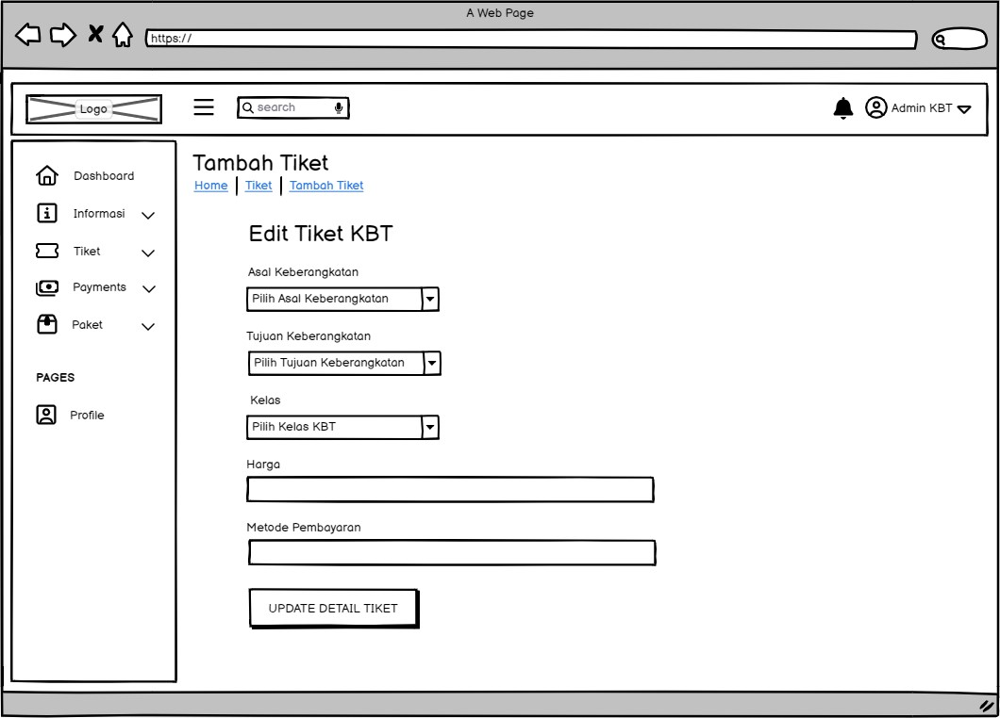 A Web Page
https://
Logo
search
Admin KBT
Dashboard
Informasi
Tiket
Payments
Paket
PAGES
Profile
Tambah Tiket
Home | Tiket | Tambah Tiket
Edit Tiket KBT
Asal Keberangkatan
Pilih Asal Keberangkatan
Tujuan Keberangkatan
Pilih Tujuan Keberangkatan
Kelas
Pilih Kelas KBT
Harga
Metode Pembayaran
UPDATE DETAIL TIKET